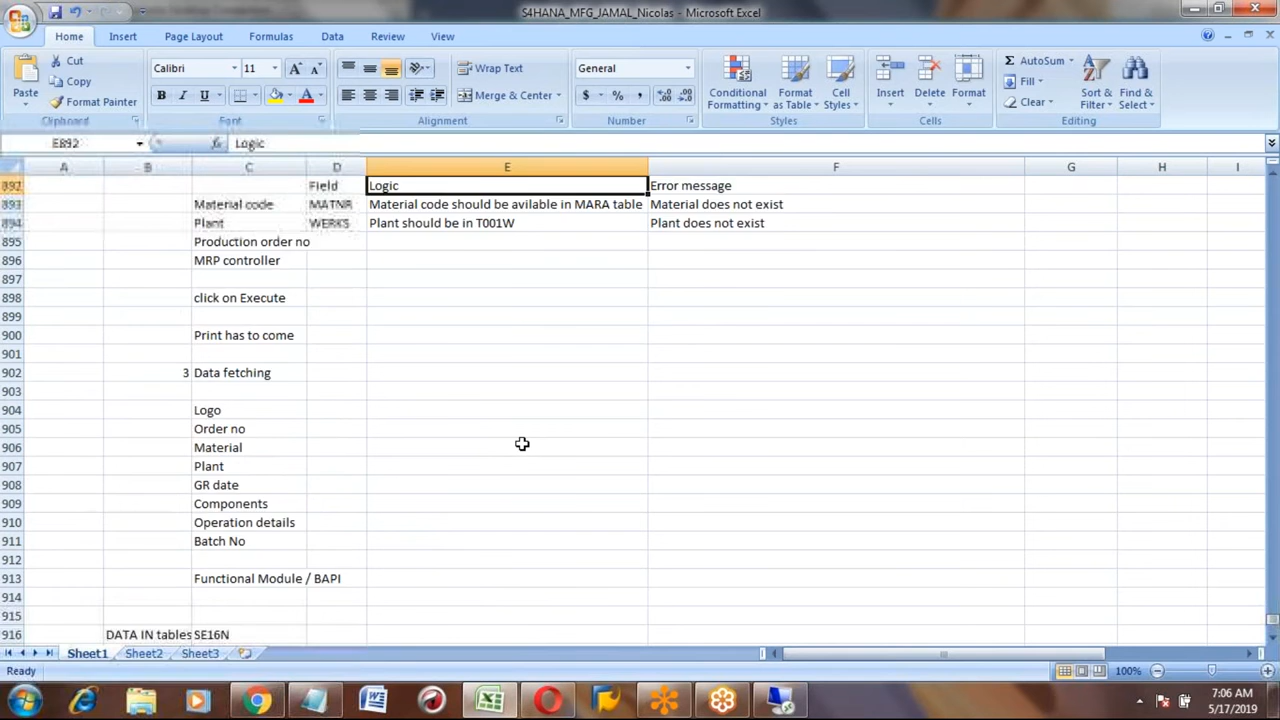 S4HANA_MFG_JAMAL_Nicolas - Microsoft Excel
Home Insert Page Layout Formulas Data Review View
Paste
Cut
Copy
Format Painter
Clipboard
Calibri 11
B I U
Font
Wrap Text
Merge & Center
Alignment
General
$ % ,
Number
Conditional Formatting
Format as Table
Cell Styles
Styles
Insert Delete Format
Cells
AutoSum
Fill
Clear
Sort & Filter
Find & Select
Editing
E892 fx Logic
A B C D E F G H I
892 Field Logic Error message
893 Material code MATNR Material code should be avilable in MARA table Material does not exist
894 Plant WERKS Plant should be in T001W Plant does not exist
895 Production order no
896 MRP controller
897
898 click on Execute
899
900 Print has to come
901
902 3 Data fetching
903
904 Logo
905 Order no
906 Material
907 Plant
908 GR date
909 Components
910 Operation details
911 Batch No
912
913 Functional Module / BAPI
914
915
916 DATA IN tables SE16N
Sheet1 Sheet2 Sheet3
Ready 100%
7:06 AM
5/17/2019